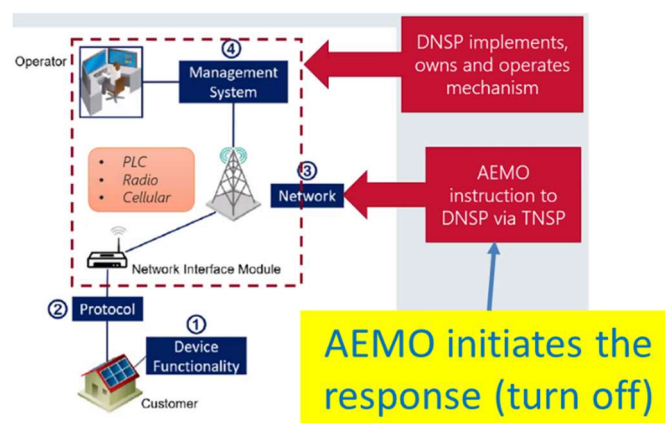 Operator
④
Management
System
DNSP implements,
owns and operates
mechanism
• PLC
• Radio
• Cellular
③
Network
AEMO
instruction to
DNSP via TNSP
Network Interface Module
② Protocol
①
Device
Functionality
Customer
AEMO initiates the
response (turn off)